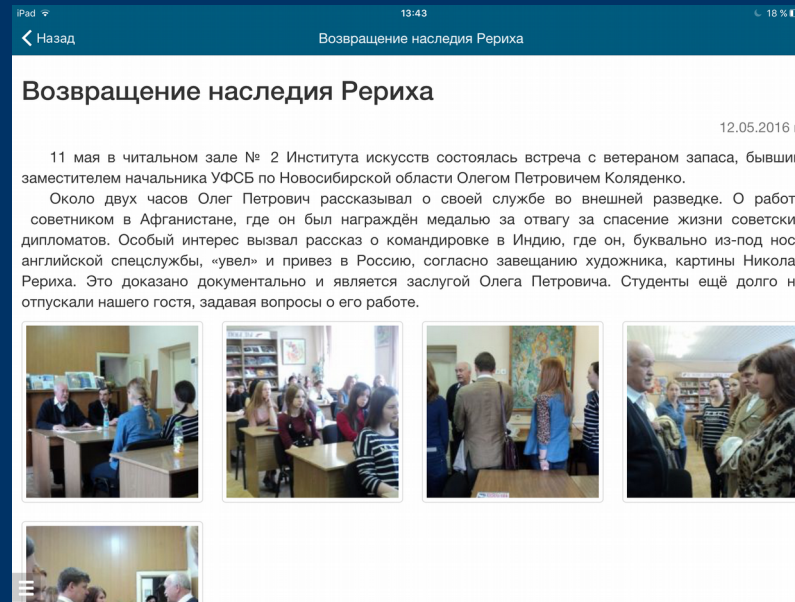 iPad 13:43 18 %
Назад Возвращение наследия Рериха
Возвращение наследия Рериха
12.05.2016
11 мая в читальном зале № 2 Института искусств состоялась встреча с ветераном запаса, бывши
заместителем начальника УФСБ по Новосибирской области Олегом Петровичем Коляденко.
Около двух часов Олег Петрович рассказывал о своей службе во внешней разведке. О работ
советником в Афганистане, где он был награждён медалью за отвагу за спасение жизни советски
дипломатов. Особый интерес вызвал рассказ о командировке в Индию, где он, буквально из-под нос
английской спецслужбы, «увел» и привез в Россию, согласно завещанию художника, картины Никола
Рериха. Это доказано документально и является заслугой Олега Петровича. Студенты ещё долго н
отпускали нашего гостя, задавая вопросы о его работе.